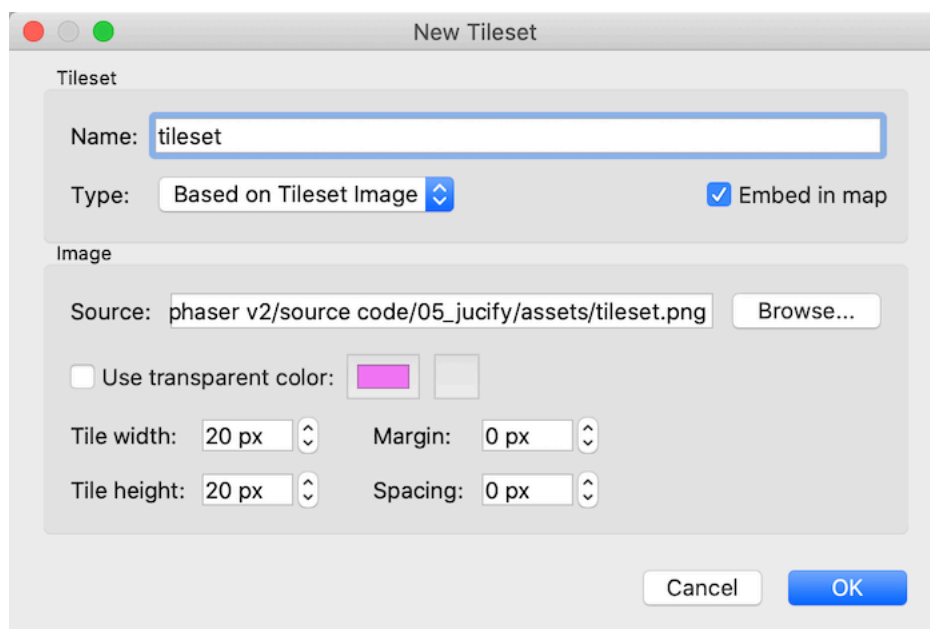 New Tileset
Tileset
Name: tileset
Type: Based on Tileset Image Embed in map
Image
Source: phaser v2/source code/05_jucify/assets/tileset.png Browse...
Use transparent color:
Tile width: 20 px Margin: 0 px
Tile height: 20 px Spacing: 0 px
Cancel OK